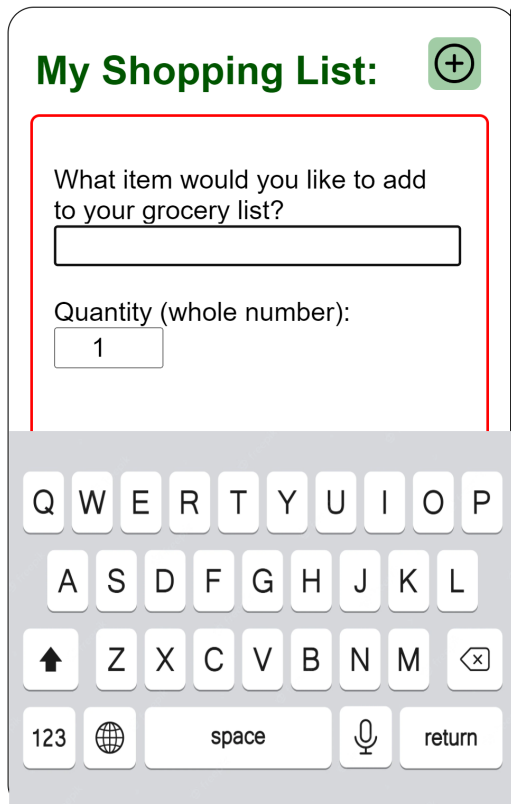 My Shopping List:
What item would you like to add
to your grocery list?
Quantity (whole number):
1
Q W E R T Y U I O P
A S D F G H J K L
Z X C V B N M
123 space return